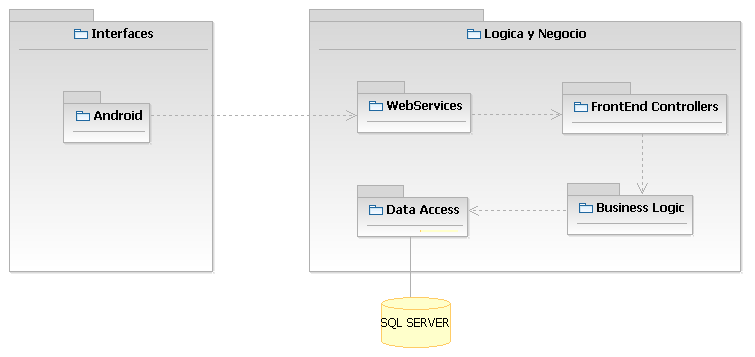 Interfaces
Logica y Negocio
Android
WebServices
FrontEnd Controllers
Data Access
Business Logic
SQL SERVER